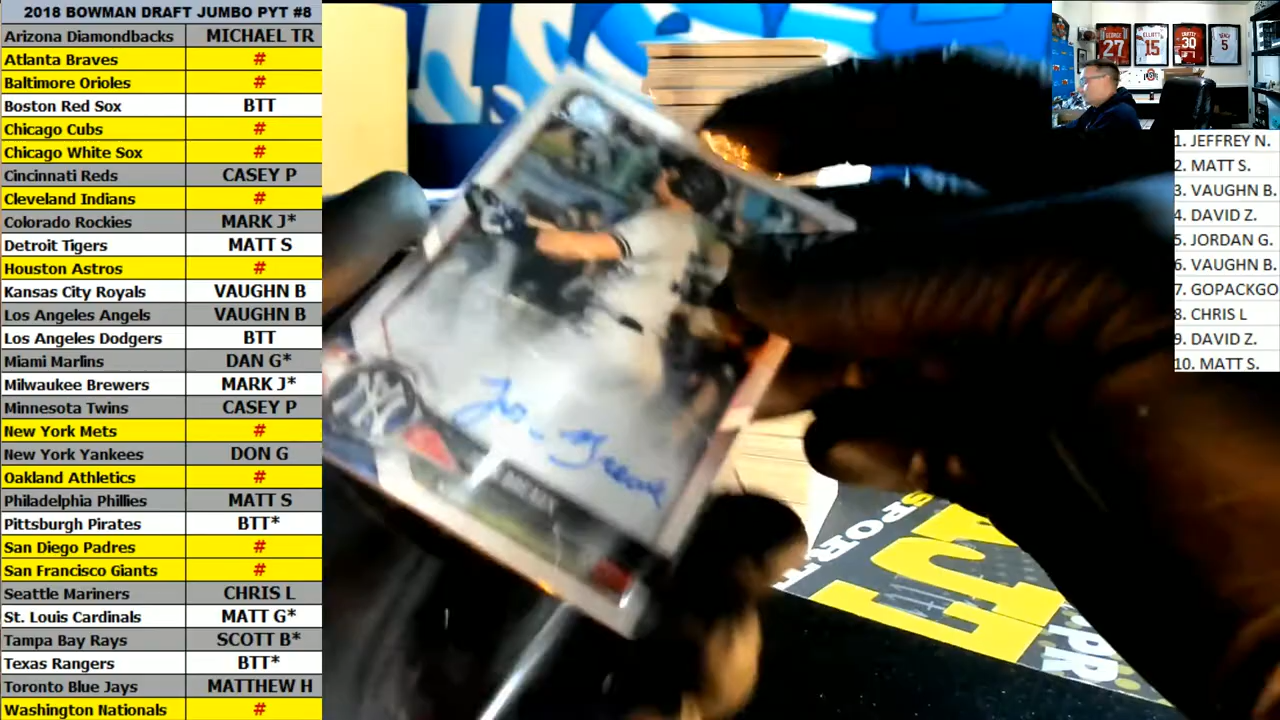 2018 BOWMAN DRAFT JUMBO PYT #8
Arizona Diamondbacks MICHAEL TR
Atlanta Braves #
Baltimore Orioles #
Boston Red Sox BTT
Chicago Cubs #
Chicago White Sox #
Cincinnati Reds CASEY P
Cleveland Indians #
Colorado Rockies MARK J*
Detroit Tigers MATT S
Houston Astros #
Kansas City Royals VAUGHN B
Los Angeles Angels VAUGHN B
Los Angeles Dodgers BTT
Miami Marlins DAN G*
Milwaukee Brewers MARK J*
Minnesota Twins CASEY P
New York Mets #
New York Yankees DON G
Oakland Athletics #
Philadelphia Phillies MATT S
Pittsburgh Pirates BTT*
San Diego Padres #
San Francisco Giants #
Seattle Mariners CHRIS L
St. Louis Cardinals MATT G*
Tampa Bay Rays SCOTT B*
Texas Rangers BTT*
Toronto Blue Jays MATTHEW H
Washington Nationals #
GEORGE 27
ELLIOTT 15
30
5
1. JEFFREY N.
2. MATT S.
3. VAUGHN B.
4. DAVID Z.
5. JORDAN G.
6. VAUGHN B.
7. GOPACKGO
8. CHRIS L
9. DAVID Z.
10. MATT S.
NY